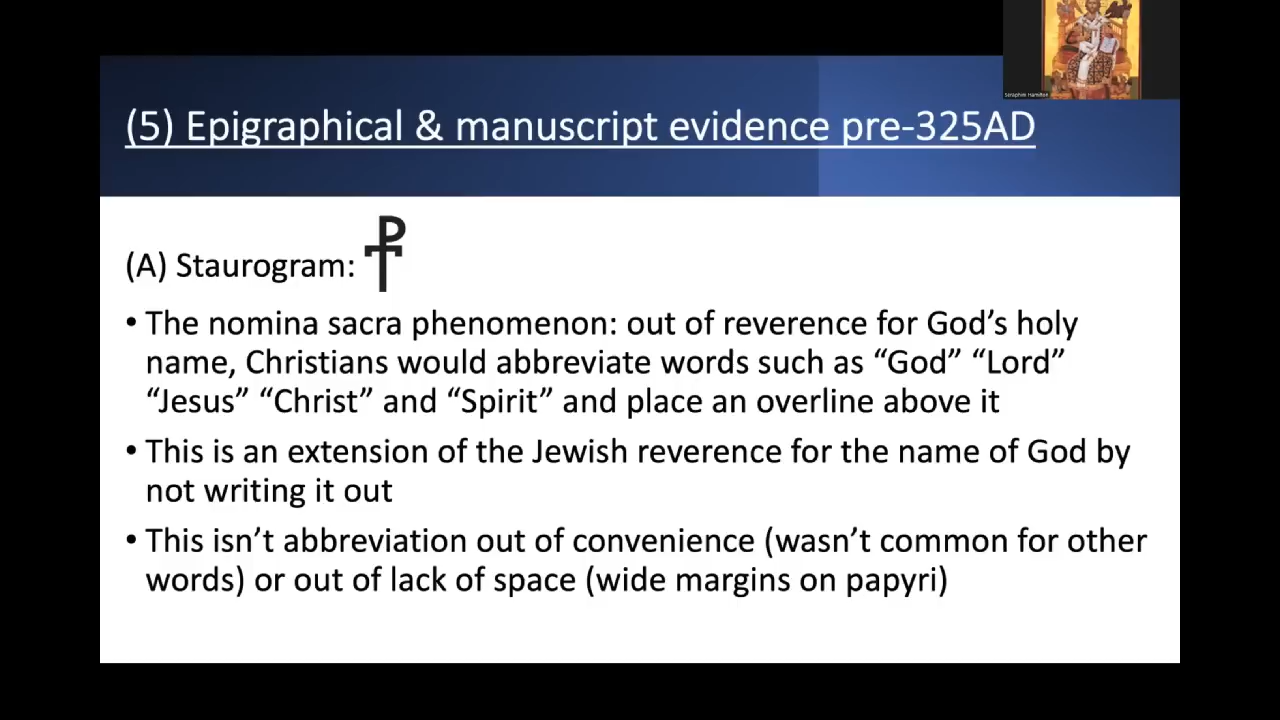 Seraphim Hamilton
(5) Epigraphical & manuscript evidence pre-325AD
(A) Staurogram: ⳨
• The nomina sacra phenomenon: out of reverence for God’s holy
name, Christians would abbreviate words such as “God” “Lord”
“Jesus” “Christ” and “Spirit” and place an overline above it
• This is an extension of the Jewish reverence for the name of God by
not writing it out
• This isn’t abbreviation out of convenience (wasn’t common for other
words) or out of lack of space (wide margins on papyri)